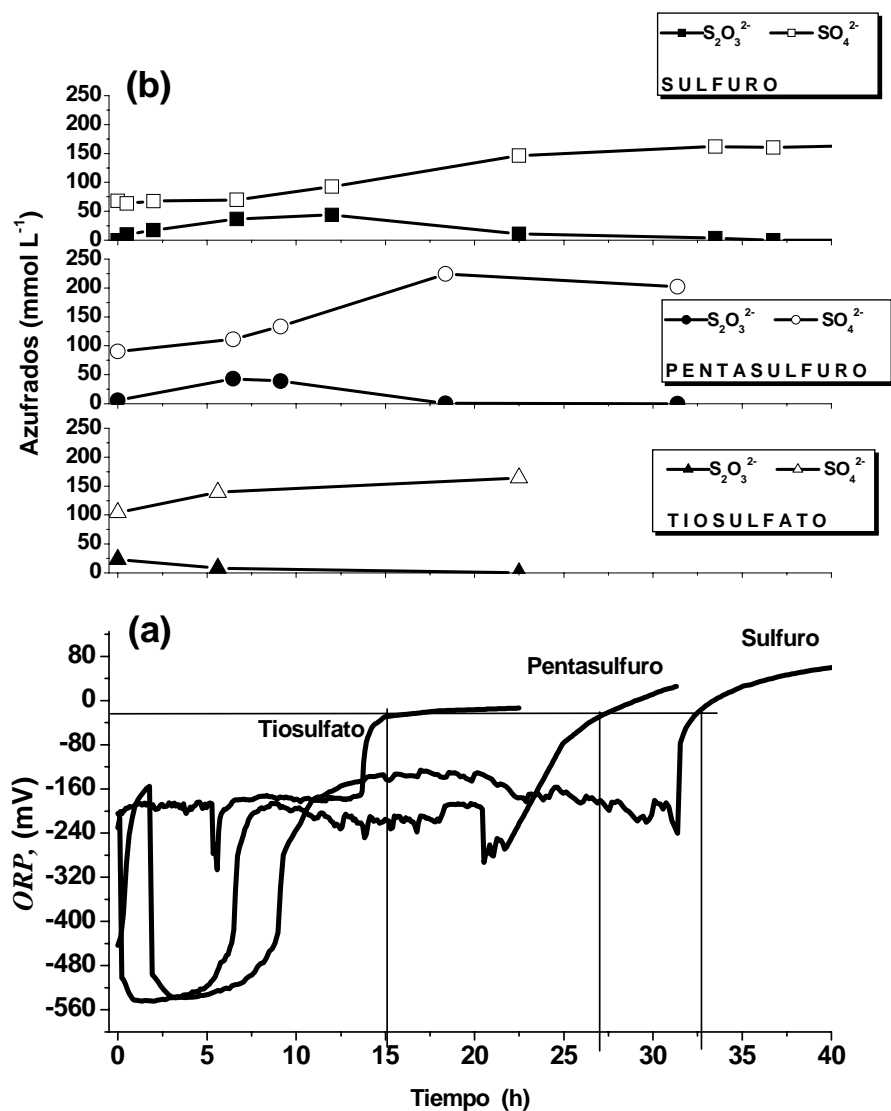 S₂O₃²⁻ SO₄²⁻
SULFURO
(b)
250
200
150
100
50
0
250
200
150
100
50
0
S₂O₃²⁻ SO₄²⁻
PENTASULFURO
250
200
150
100
50
0
S₂O₃²⁻ SO₄²⁻
TIOSULFATO
Azufrados (mmol L⁻¹)
(a)
Sulfuro
Pentasulfuro
Tiosulfato
80
0
-80
-160
-240
-320
-400
-480
-560
ORP, (mV)
0 5 10 15 20 25 30 35 40
Tiempo (h)